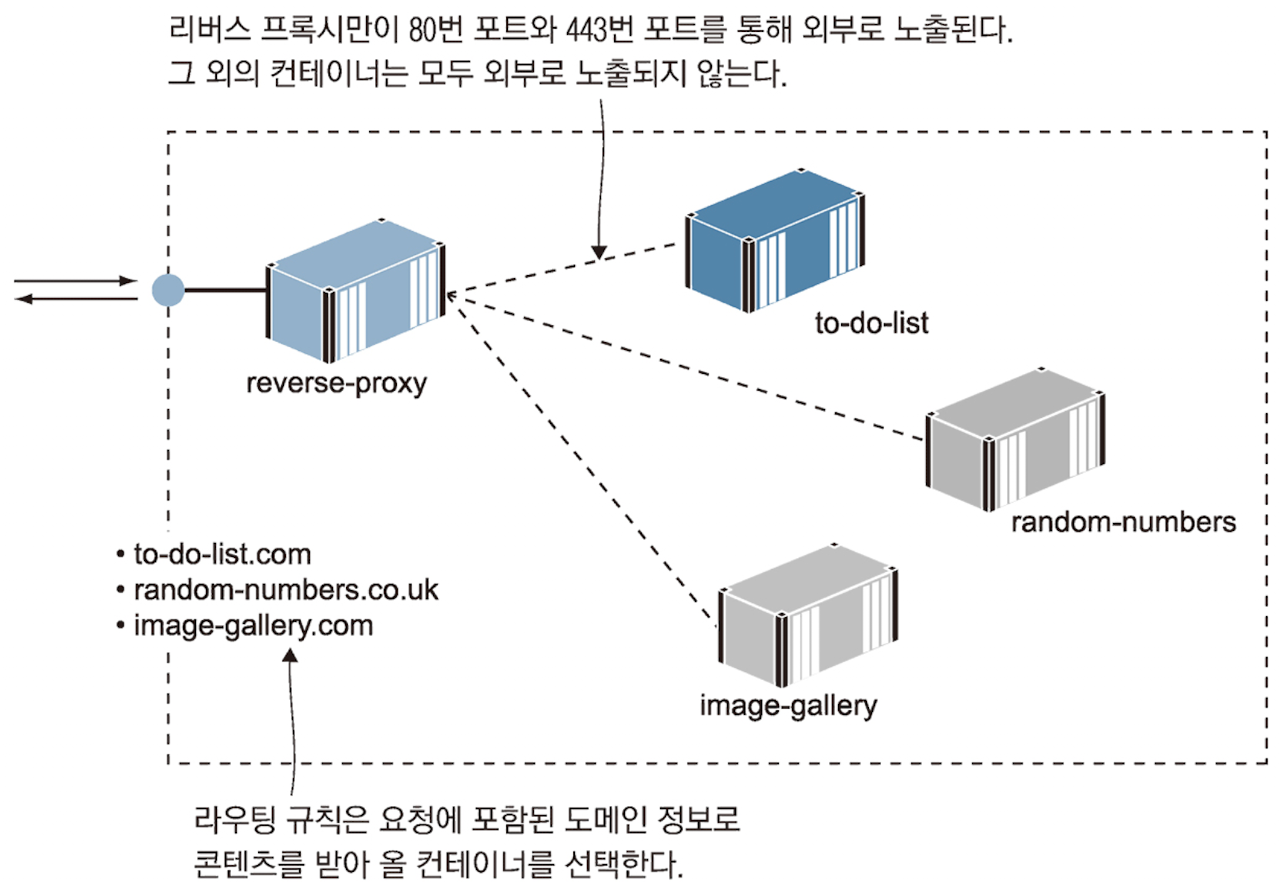 리버스 프록시만이 80번 포트와 443번 포트를 통해 외부로 노출된다.
그 외의 컨테이너는 모두 외부로 노출되지 않는다.
to-do-list
reverse-proxy
random-numbers
• to-do-list.com
• random-numbers.co.uk
• image-gallery.com
image-gallery
라우팅 규칙은 요청에 포함된 도메인 정보로
콘텐츠를 받아 올 컨테이너를 선택한다.